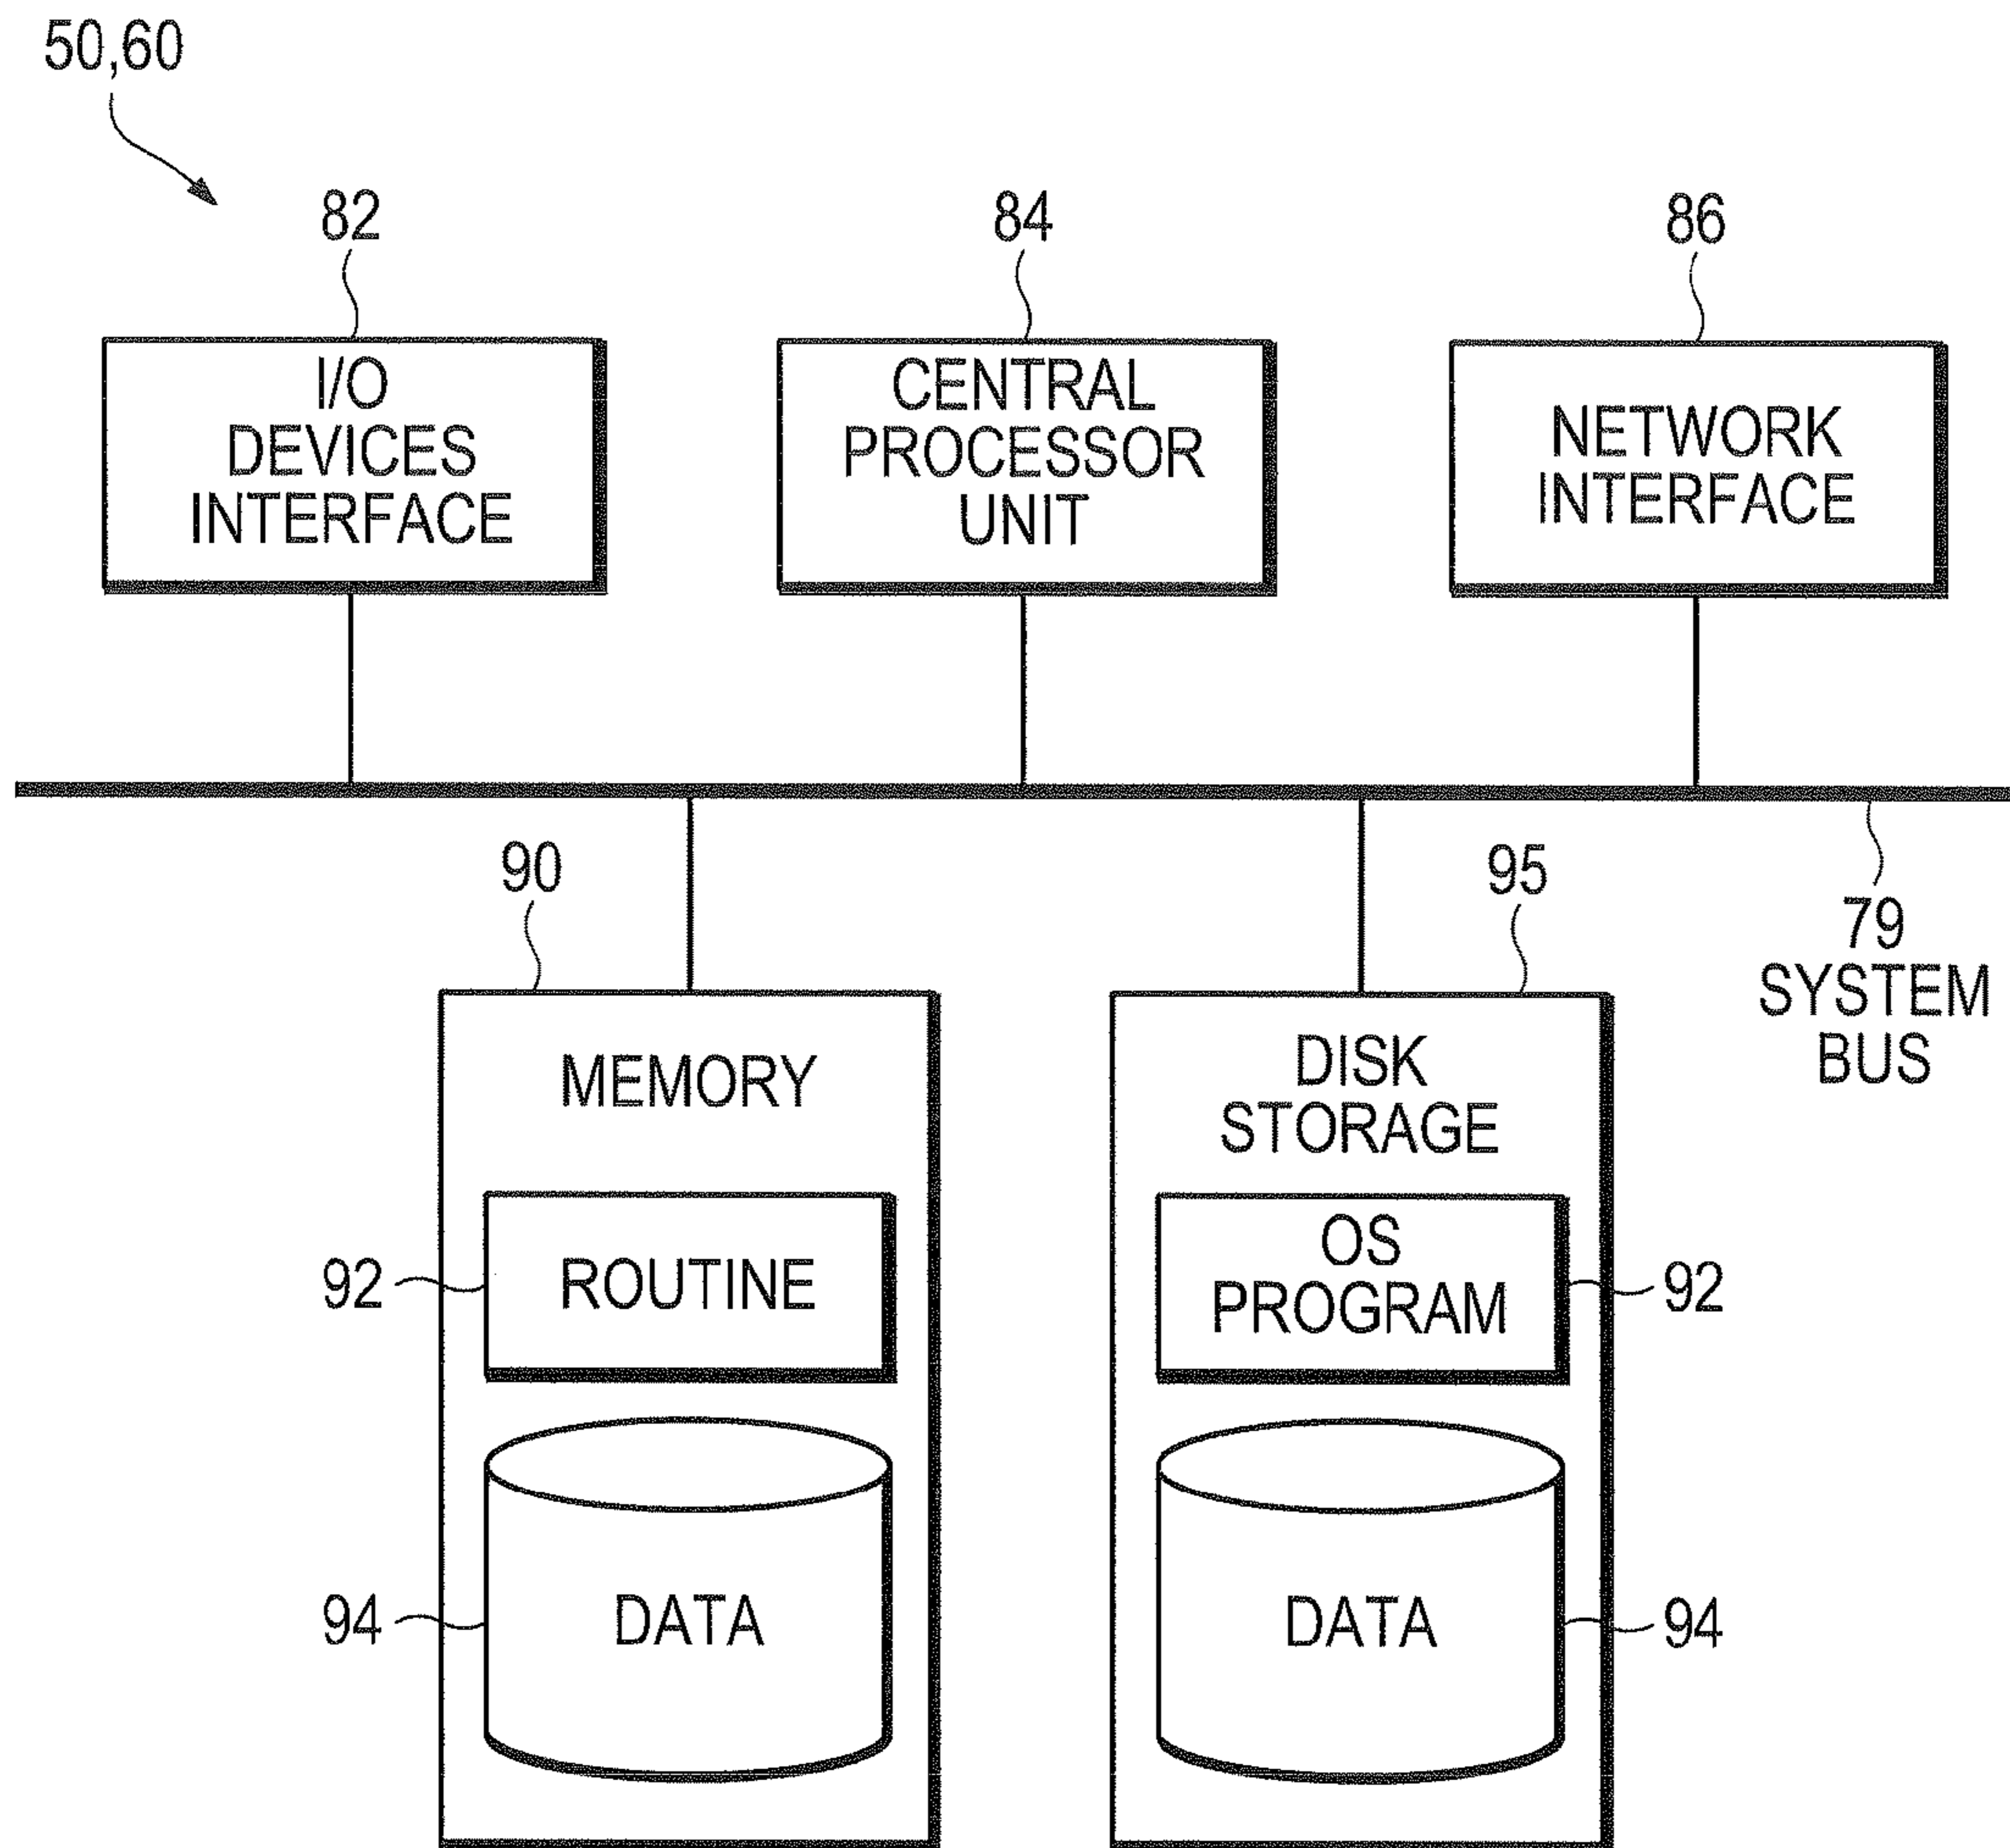 50,60
82
84
86
I/O
DEVICES
INTERFACE
CENTRAL
PROCESSOR
UNIT
NETWORK
INTERFACE
90
95
79
SYSTEM
BUS
MEMORY
DISK
STORAGE
92
ROUTINE
OS
PROGRAM
92
94
DATA
DATA
94